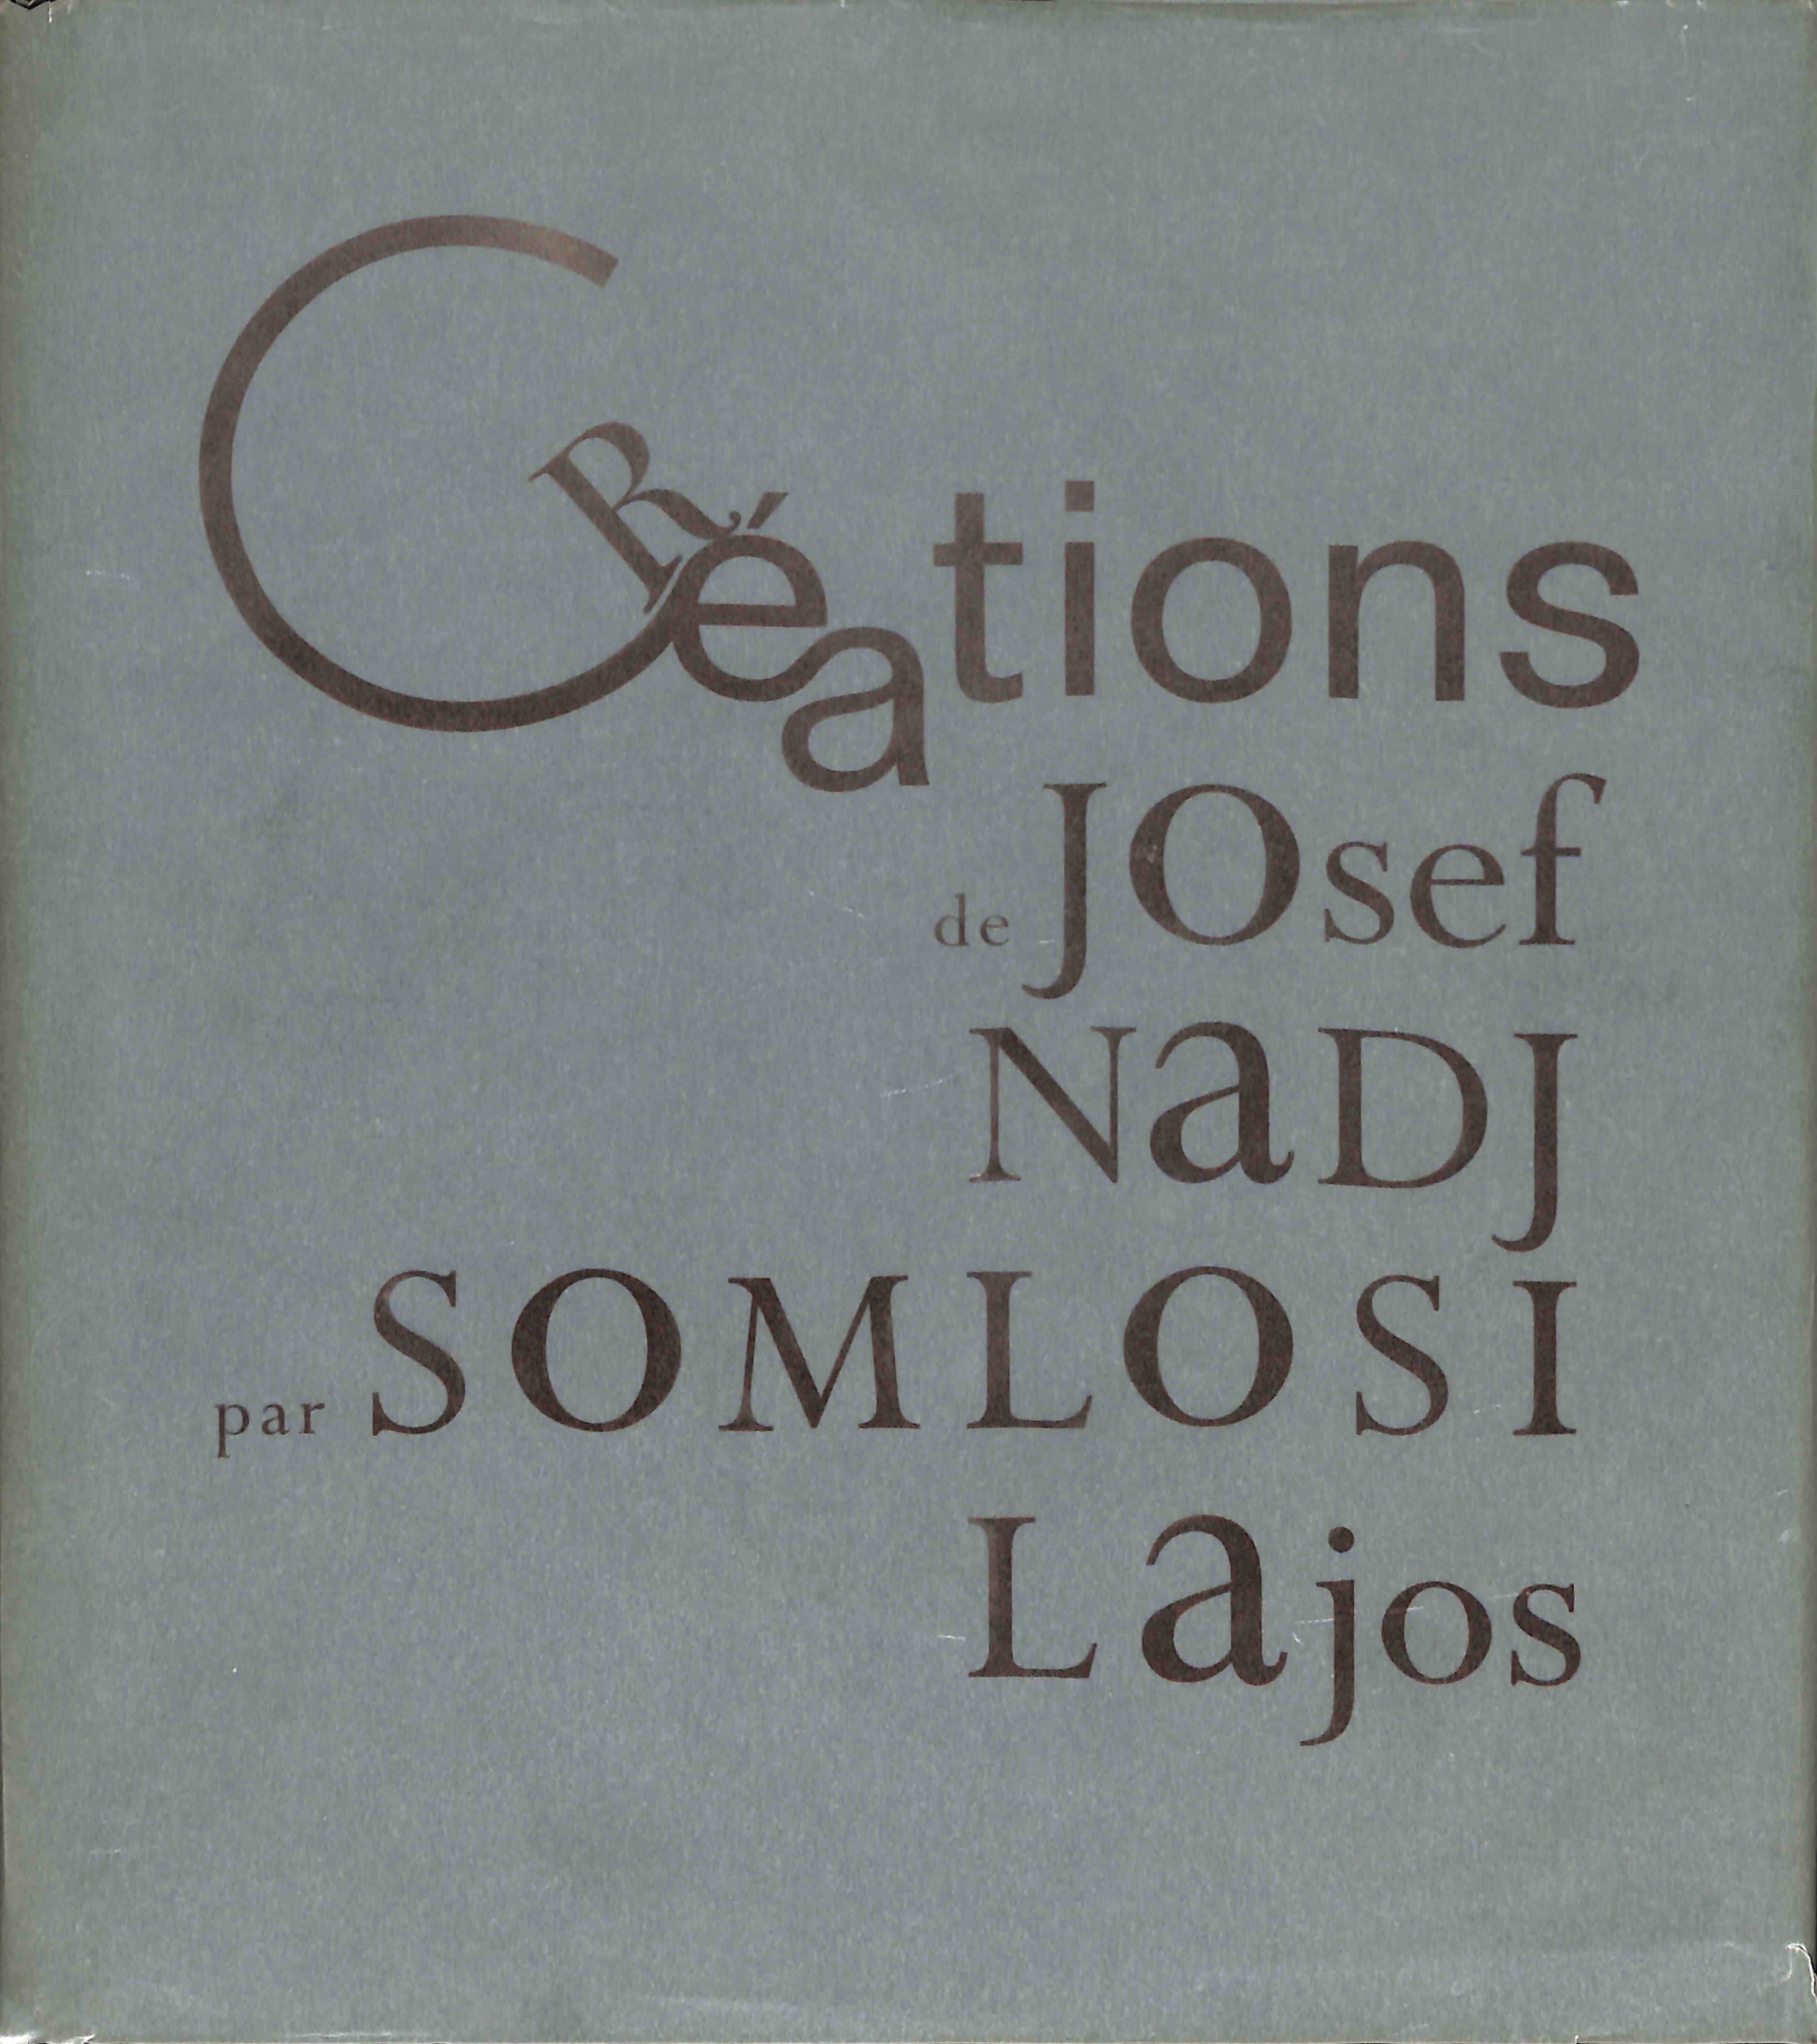 CRéations
de JOsef
NaDJ
par SOMLOSI
Lajos